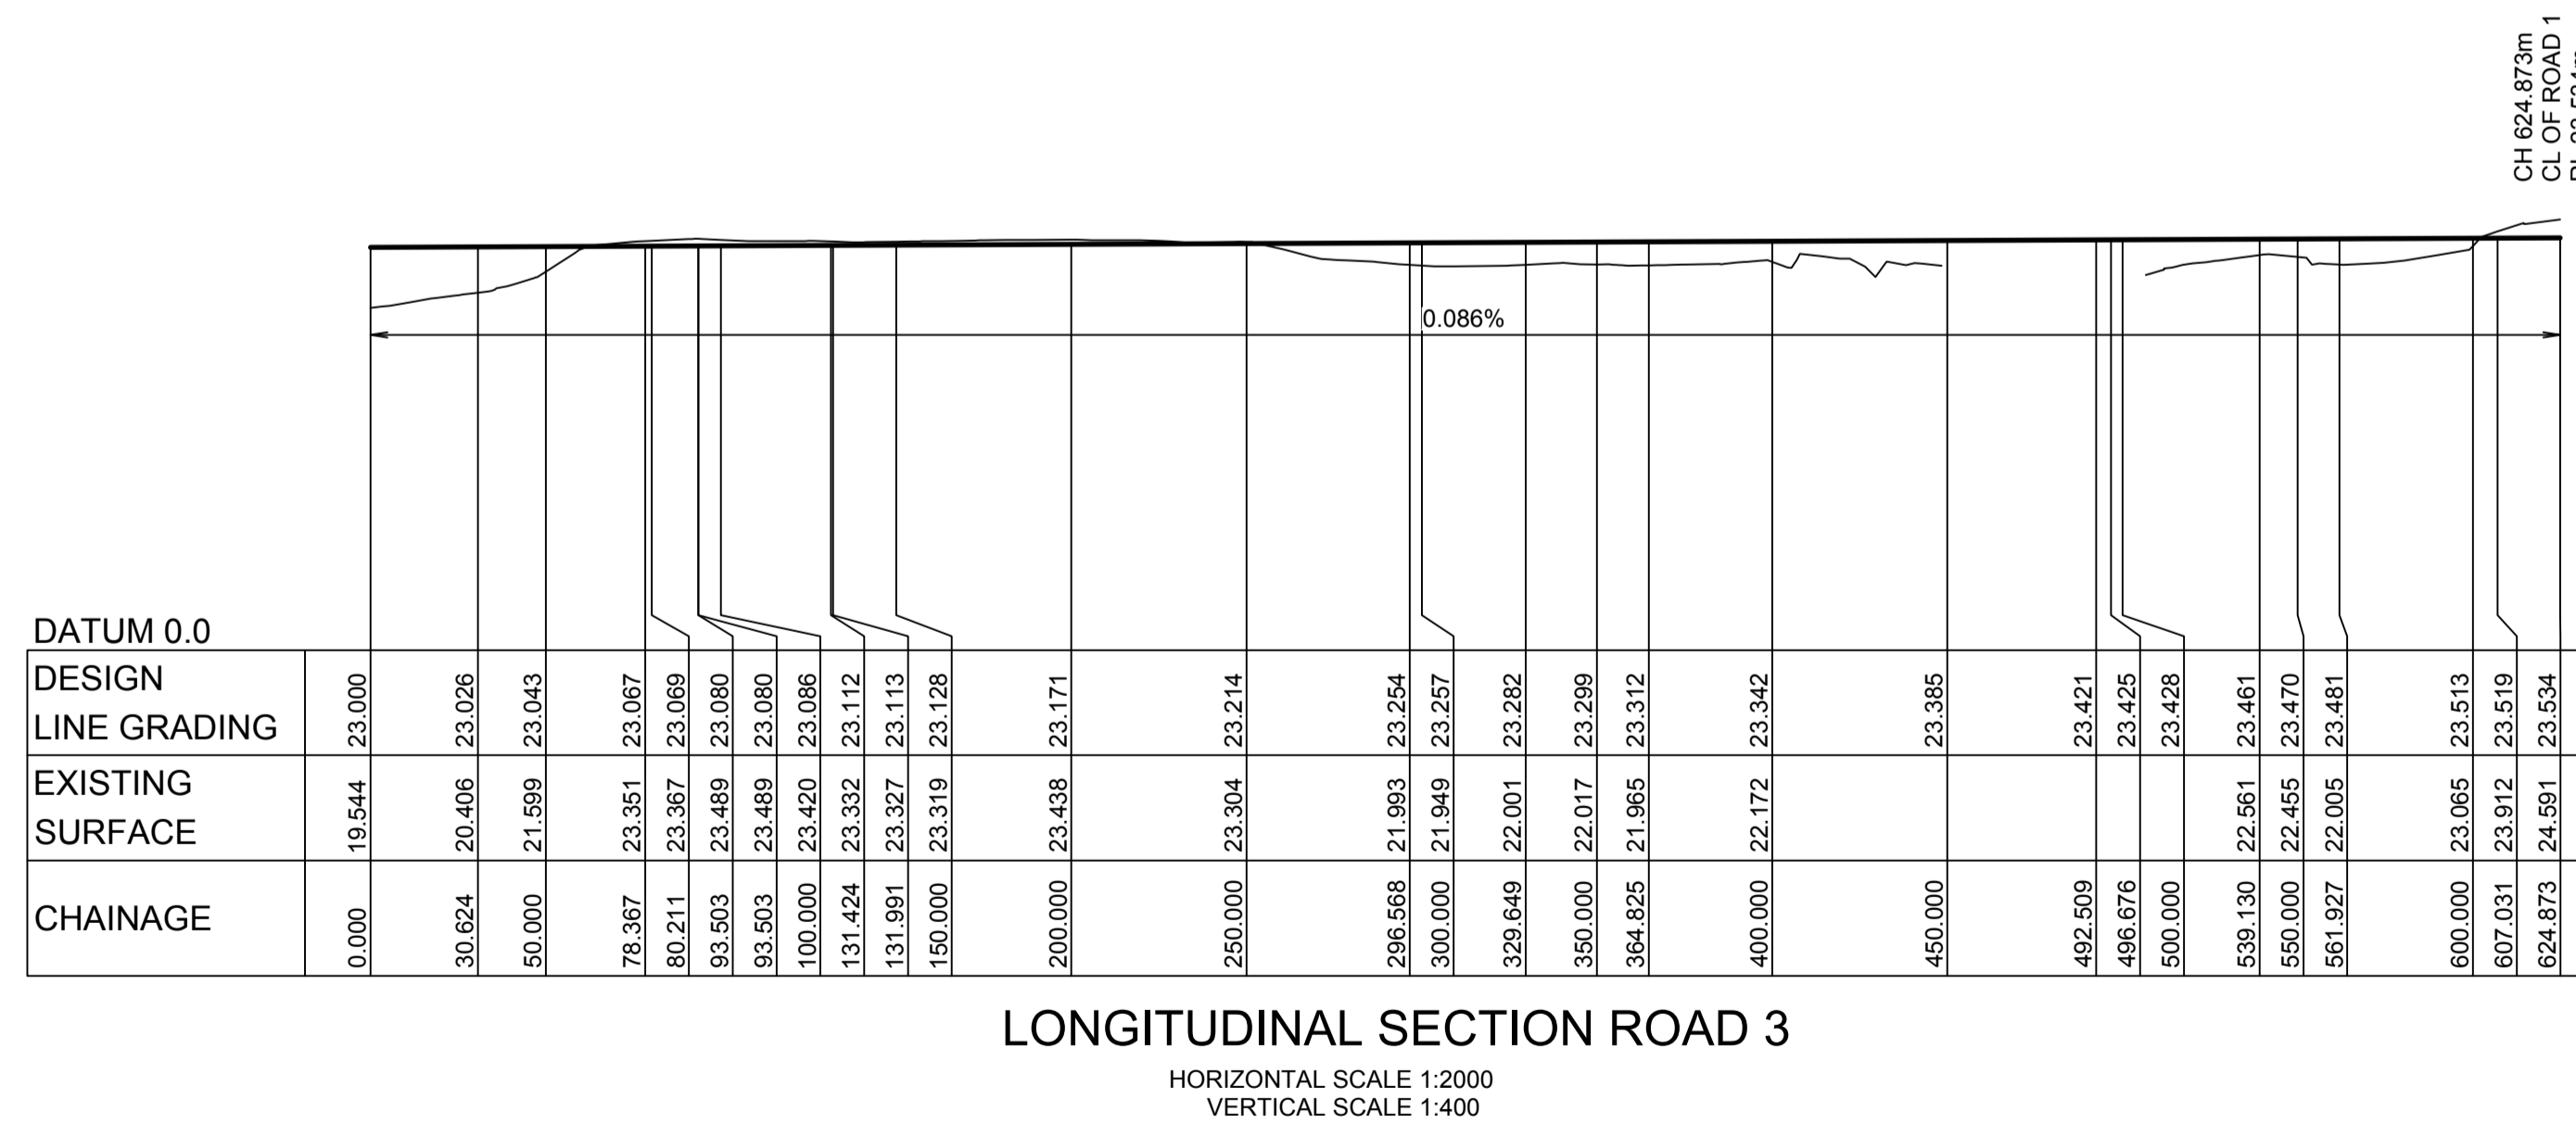 CH 624.873m
CL OF ROAD 1
0.086%
DATUM 0.0
DESIGN
LINE GRADING
23.000 23.026 23.043 23.067 23.069 23.080 23.080 23.086 23.112 23.113 23.128 23.171 23.214 23.254 23.257 23.282 23.299 23.312 23.342 23.385 23.421 23.425 23.428 23.461 23.470 23.481 23.513 23.519 23.534
EXISTING
SURFACE
19.544 20.406 21.599 23.351 23.367 23.489 23.489 23.420 23.332 23.327 23.319 23.438 23.304 21.993 21.949 22.001 22.017 21.965 22.172 22.561 22.455 22.005 23.065 23.912 24.591
CHAINAGE
0.000 30.624 50.000 78.367 80.211 93.503 93.503 100.000 131.424 131.991 150.000 200.000 250.000 296.568 300.000 329.649 350.000 364.825 400.000 450.000 492.509 496.676 500.000 539.130 550.000 561.927 600.000 607.031 624.873
LONGITUDINAL SECTION ROAD 3
HORIZONTAL SCALE 1:2000
VERTICAL SCALE 1:400